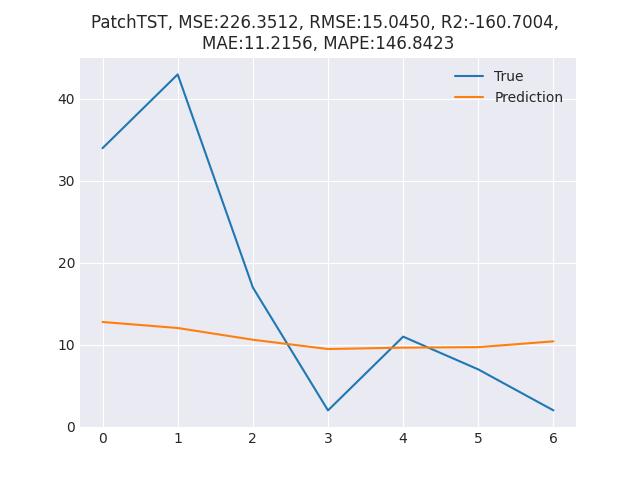 PatchTST, MSE:226.3512, RMSE:15.0450, R2:-160.7004,
MAE:11.2156, MAPE:146.8423
True
Prediction
40
30
20
10
0
0 1 2 3 4 5 6